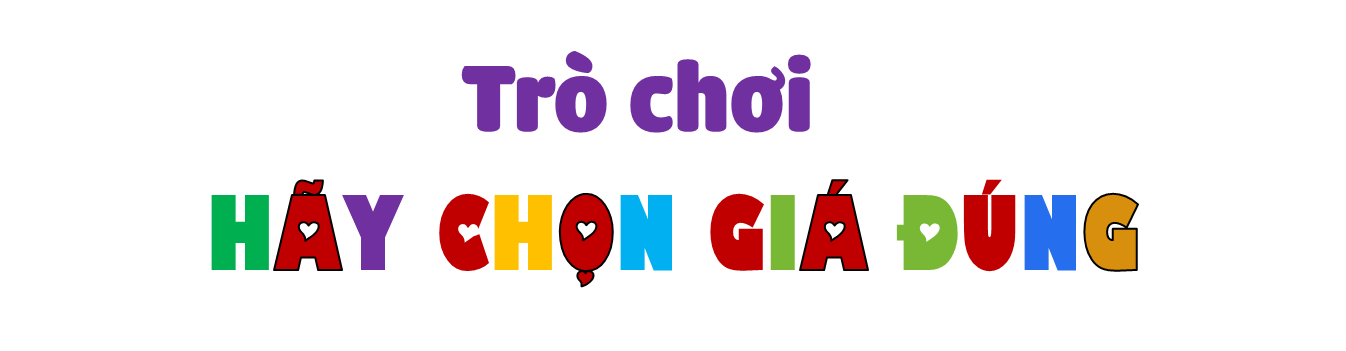 Trò chơi
HÃY CHỌN GIÁ ĐÚNG